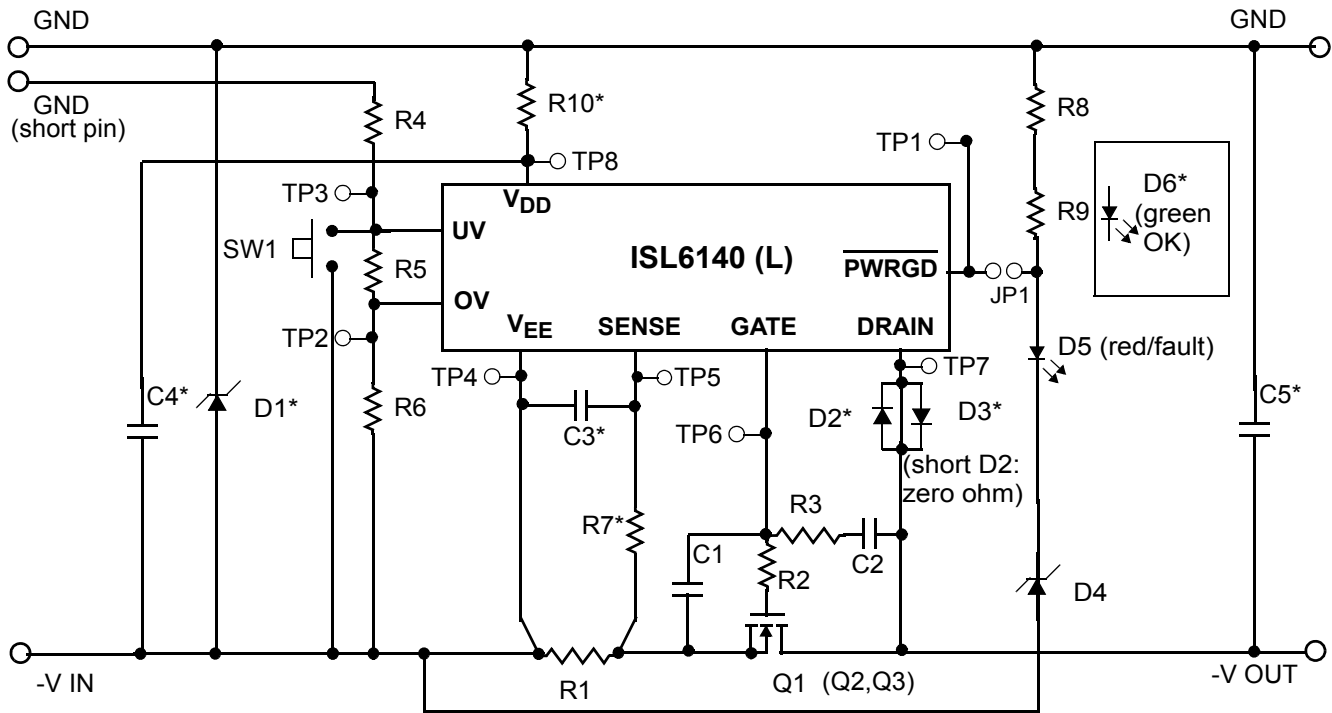 GND
GND
GND
(short pin)
R10*
R8
R4
TP1
TP8
D6*
(green
OK)
TP3
VDD
R9
SW1
UV
ISL6140 (L)
PWRGD
R5
JP1
OV
VEE
SENSE
GATE
DRAIN
TP2
D5 (red/fault)
TP4
TP5
TP7
C4*
D1*
R6
C3*
D2*
D3*
C5*
TP6
(short D2:
zero ohm)
R3
R7*
C1
C2
R2
D4
-V IN
R1
Q1 (Q2,Q3)
-V OUT